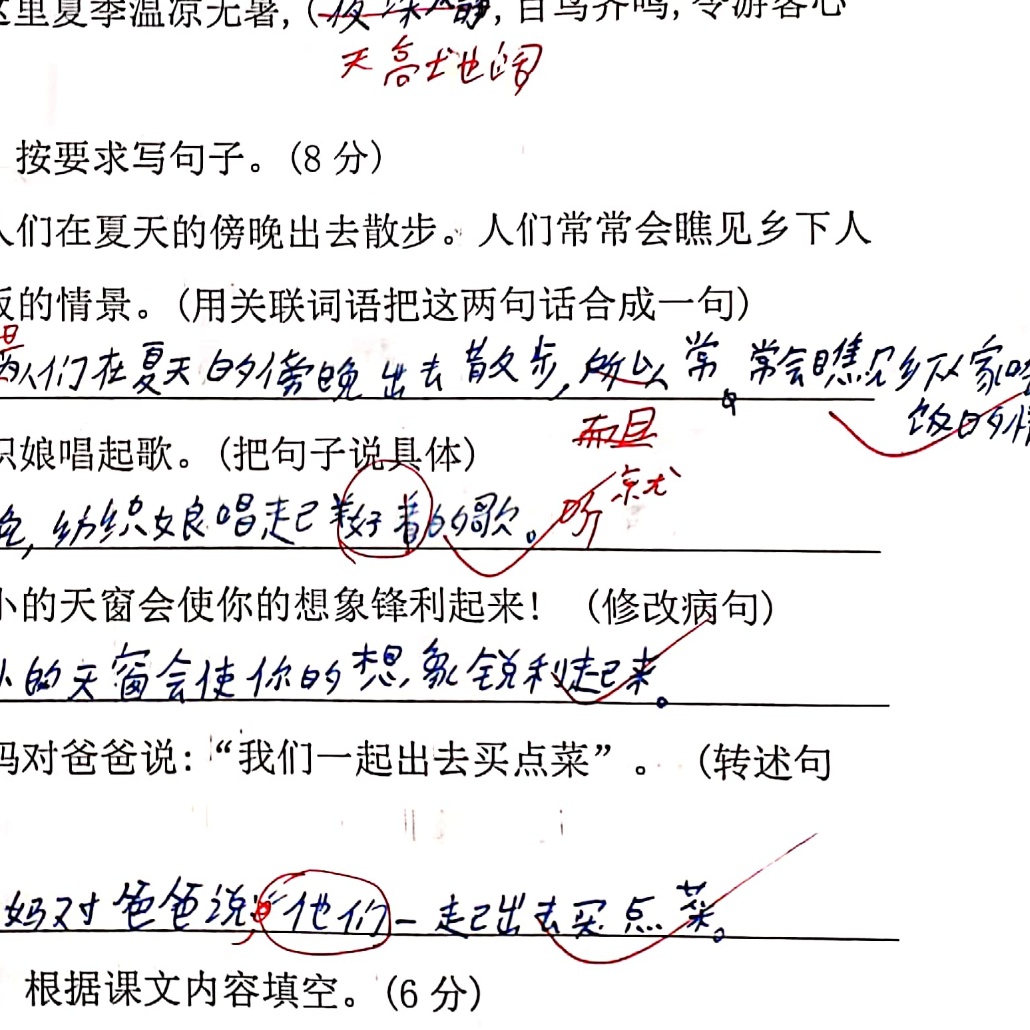 这里夏季温凉无暑,(夜深人静,百鸟齐鸣,令游客心
天高地阔
按要求写句子。(8分)
人们在夏天的傍晚出去散步。人们常常会瞧见乡下人
饭的情景。(用关联词语把这两句话合成一句)
人们在夏天的傍晚出去散步,所以常常会瞧见乡下人家吃
饭的情
而且
织娘唱起歌。(把句子说具体)
,纺织娘唱起好着的歌。听
就
小的天窗会使你的想象锋利起来!(修改病句)
小的天窗会使你的想象锐利起来。
妈对爸爸说:“我们一起出去买点菜”。(转述句
妈对爸爸说,他们一起出去买点菜。
根据课文内容填空。(6分)